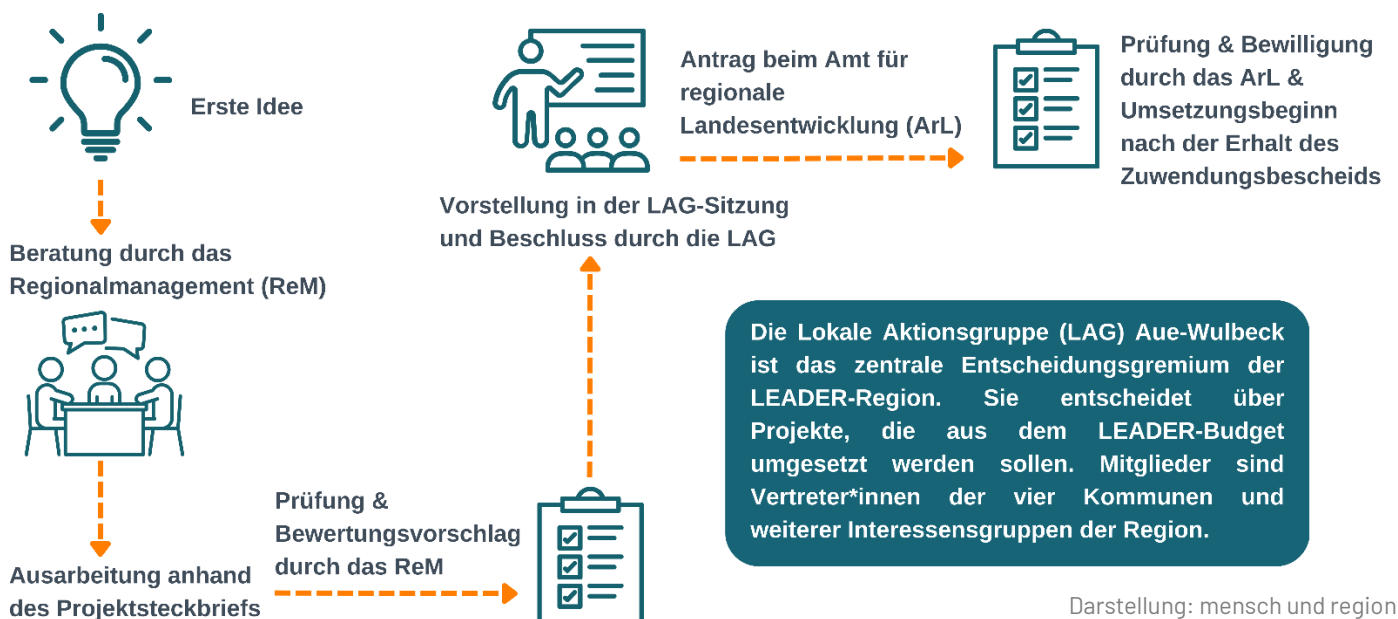 Erste Idee
Beratung durch das
Regionalmanagement (ReM)
Ausarbeitung anhand
des Projektsteckbriefs
Prüfung &
Bewertungsvorschlag
durch das ReM
Vorstellung in der LAG-Sitzung
und Beschluss durch die LAG
Antrag beim Amt für
regionale
Landesentwicklung (ArL)
Prüfung & Bewilligung
durch das ArL &
Umsetzungsbeginn
nach der Erhalt des
Zuwendungsbescheids
Die Lokale Aktionsgruppe (LAG) Aue-Wulbeck
ist das zentrale Entscheidungsgremium der
LEADER-Region. Sie entscheidet über
Projekte, die aus dem LEADER-Budget
umgesetzt werden sollen. Mitglieder sind
Vertreter*innen der vier Kommunen und
weiterer Interessensgruppen der Region.
Darstellung: mensch und region